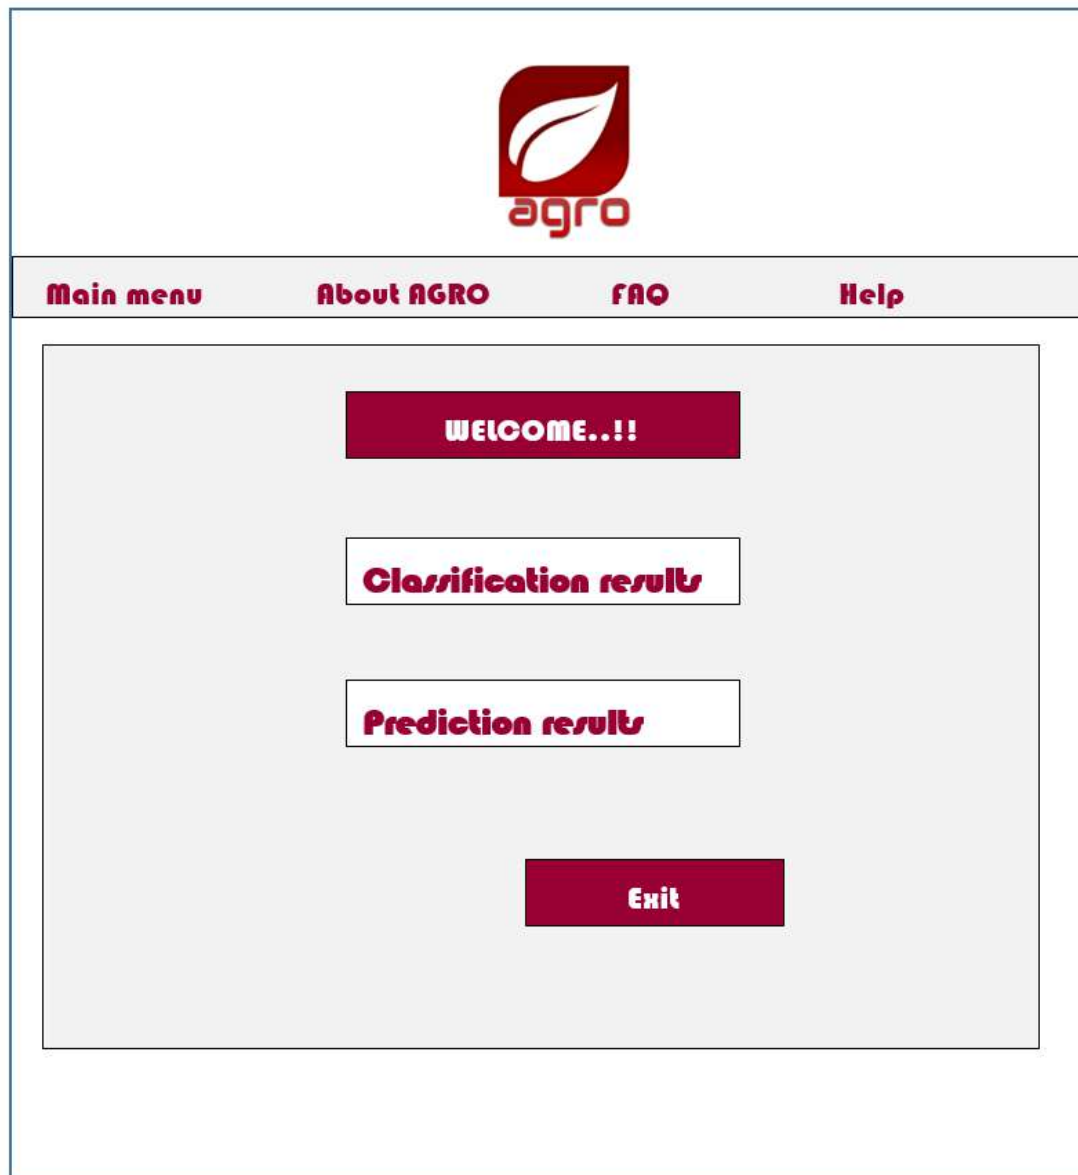 agro
Main menu About AGRO FAQ Help
WELCOME..!!
Classification results
Prediction results
Exit